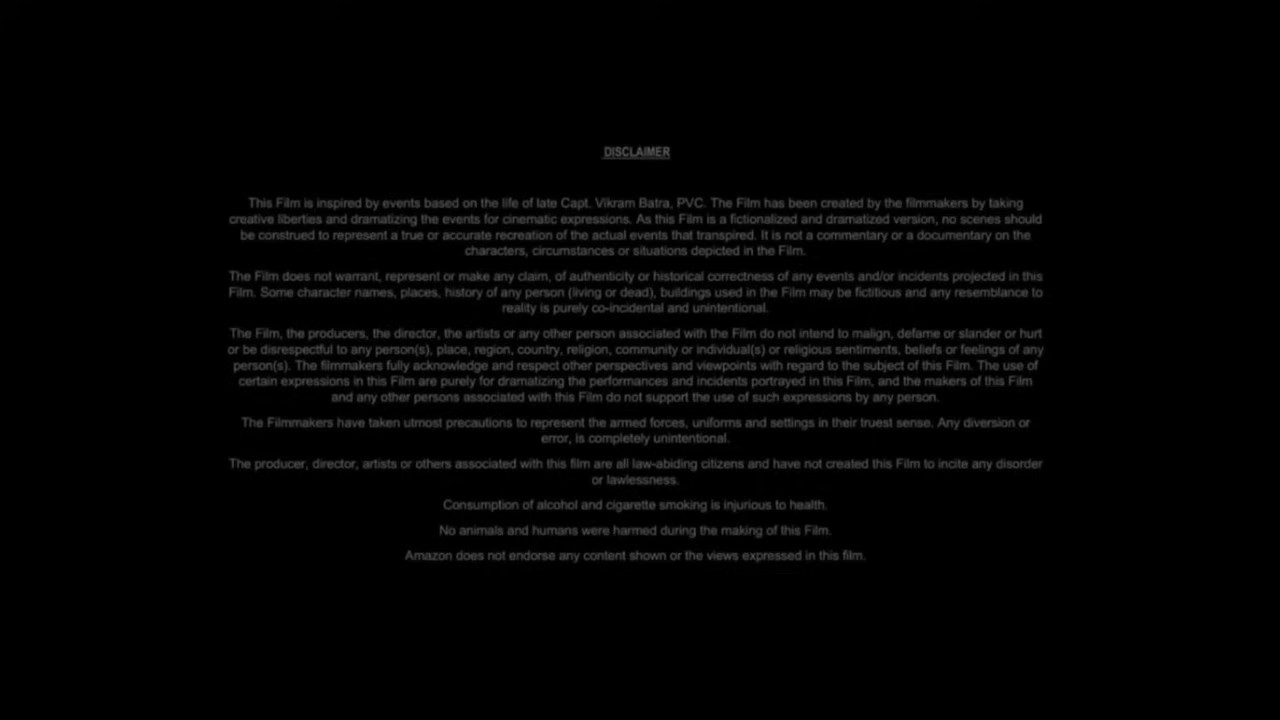 DISCLAIMER
This Film is inspired by events based on the life of late Capt. Vikram Batra, PVC. The Film has been created by the filmmakers by taking
creative liberties and dramatizing the events for cinematic expressions. As this Film is a fictionalized and dramatized version, no scenes should
be construed to represent a true or accurate recreation of the actual events that transpired. It is not a commentary or a documentary on the
characters, circumstances or situations depicted in the Film.
The Film does not warrant, represent or make any claim, of authenticity or historical correctness of any events and/or incidents projected in this
Film. Some character names, places, history of any person (living or dead), buildings used in the Film may be fictitious and any resemblance to
reality is purely co-incidental and unintentional.
The Film, the producers, the director, the artists or any other person associated with the Film do not intend to malign, defame or slander or hurt
or be disrespectful to any person(s), place, region, country, religion, community or individual(s) or religious sentiments, beliefs or feelings of any
person(s). The filmmakers fully acknowledge and respect other perspectives and viewpoints with regard to the subject of this Film. The use of
certain expressions in this Film are purely for dramatizing the performances and incidents portrayed in this Film, and the makers of this Film
and any other persons associated with this Film do not support the use of such expressions by any person.
The Filmmakers have taken utmost precautions to represent the armed forces, uniforms and settings in their truest sense. Any diversion or
error, is completely unintentional.
The producer, director, artists or others associated with this film are all law-abiding citizens and have not created this Film to incite any disorder
or lawlessness.
Consumption of alcohol and cigarette smoking is injurious to health.
No animals and humans were harmed during the making of this Film.
Amazon does not endorse any content shown or the views expressed in this film.